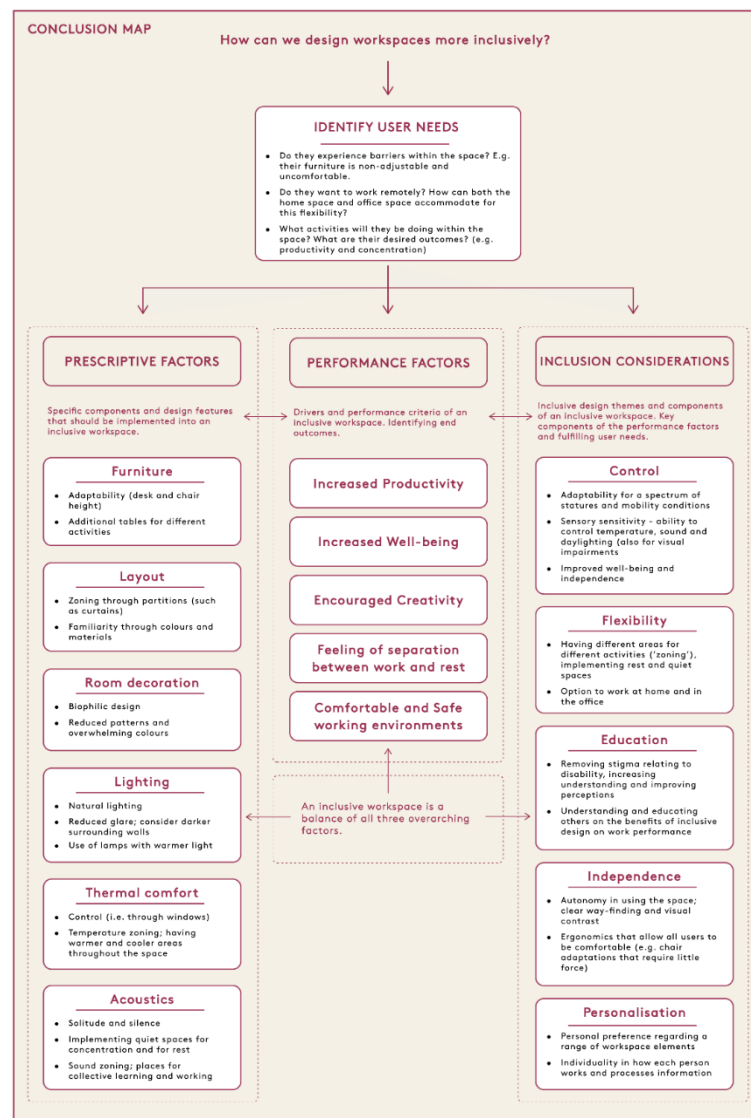 CONCLUSION MAP
How can we design workspaces more inclusively?
IDENTIFY USER NEEDS
• Do they experience barriers within the space? E.g.
their furniture is non-adjustable and
uncomfortable.
• Do they want to work remotely? How can both the
home space and office space accommodate for
this flexibility?
• What activities will they be doing within the
space? What are their desired outcomes? (e.g.
productivity and concentration)
PRESCRIPTIVE FACTORS
Specific components and design features
that should be implemented into an
inclusive workspace.
Furniture
• Adaptability (desk and chair
height)
• Additional tables for different
activities
Layout
• Zoning through partitions (such
as curtains)
• Familiarity through colours and
materials
Room decoration
• Biophilic design
• Reduced patterns and
overwhelming colours
Lighting
• Natural lighting
• Reduced glare; consider darker
surrounding walls
• Use of lamps with warmer light
Thermal comfort
• Control (i.e. through windows)
• Temperature zoning; having
warmer and cooler areas
throughout the space
Acoustics
• Solitude and silence
• Implementing quiet spaces for
concentration and for rest
• Sound zoning; places for
collective learning and working
PERFORMANCE FACTORS
Drivers and performance criterio of an
inclusive workspace. Identifying end
outcomes.
Increased Productivity
Increased Well-being
Encouraged Creativity
Feeling of separation
between work and rest
Comfortable and Safe
working environments
An inclusive workspace is a
balance of all three overarching
factors.
INCLUSION CONSIDERATIONS
Inclusive design themes and components
of an inclusive workspace. Key
components of the performance factors
and fulfilling user needs.
Control
• Adaptability for a spectrum of
statures and mobility conditions
• Sensory sensitivity - ability to
control temperature, sound and
daylighting (also for visual
impairments
• Improved well-being and
independence
Flexibility
• Having different areas for
different activities ('zoning'),
implementing rest and quiet
spaces
• Option to work at home and in
the office
Education
• Removing stigma relating to
disability, increasing
understanding and improving
perceptions
• Understanding and educating
others on the benefits of inclusive
design on work performance
Independence
• Autonomy in using the space;
clear way-finding and visual
contrast
• Ergonomics that allow all users to
be comfortable (e.g. chair
adaptations that require little
force)
Personalisation
• Personal preference regarding a
range of workspace elements
• Individuality in how each person
works and processes information